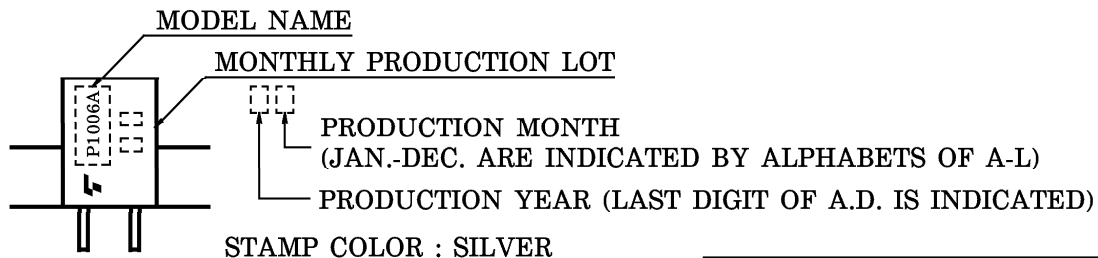 MODEL NAME
MONTHLY PRODUCTION LOT
P1006A
PRODUCTION MONTH
(JAN.-DEC. ARE INDICATED BY ALPHABETS OF A-L)
PRODUCTION YEAR (LAST DIGIT OF A.D. IS INDICATED)
STAMP COLOR : SILVER